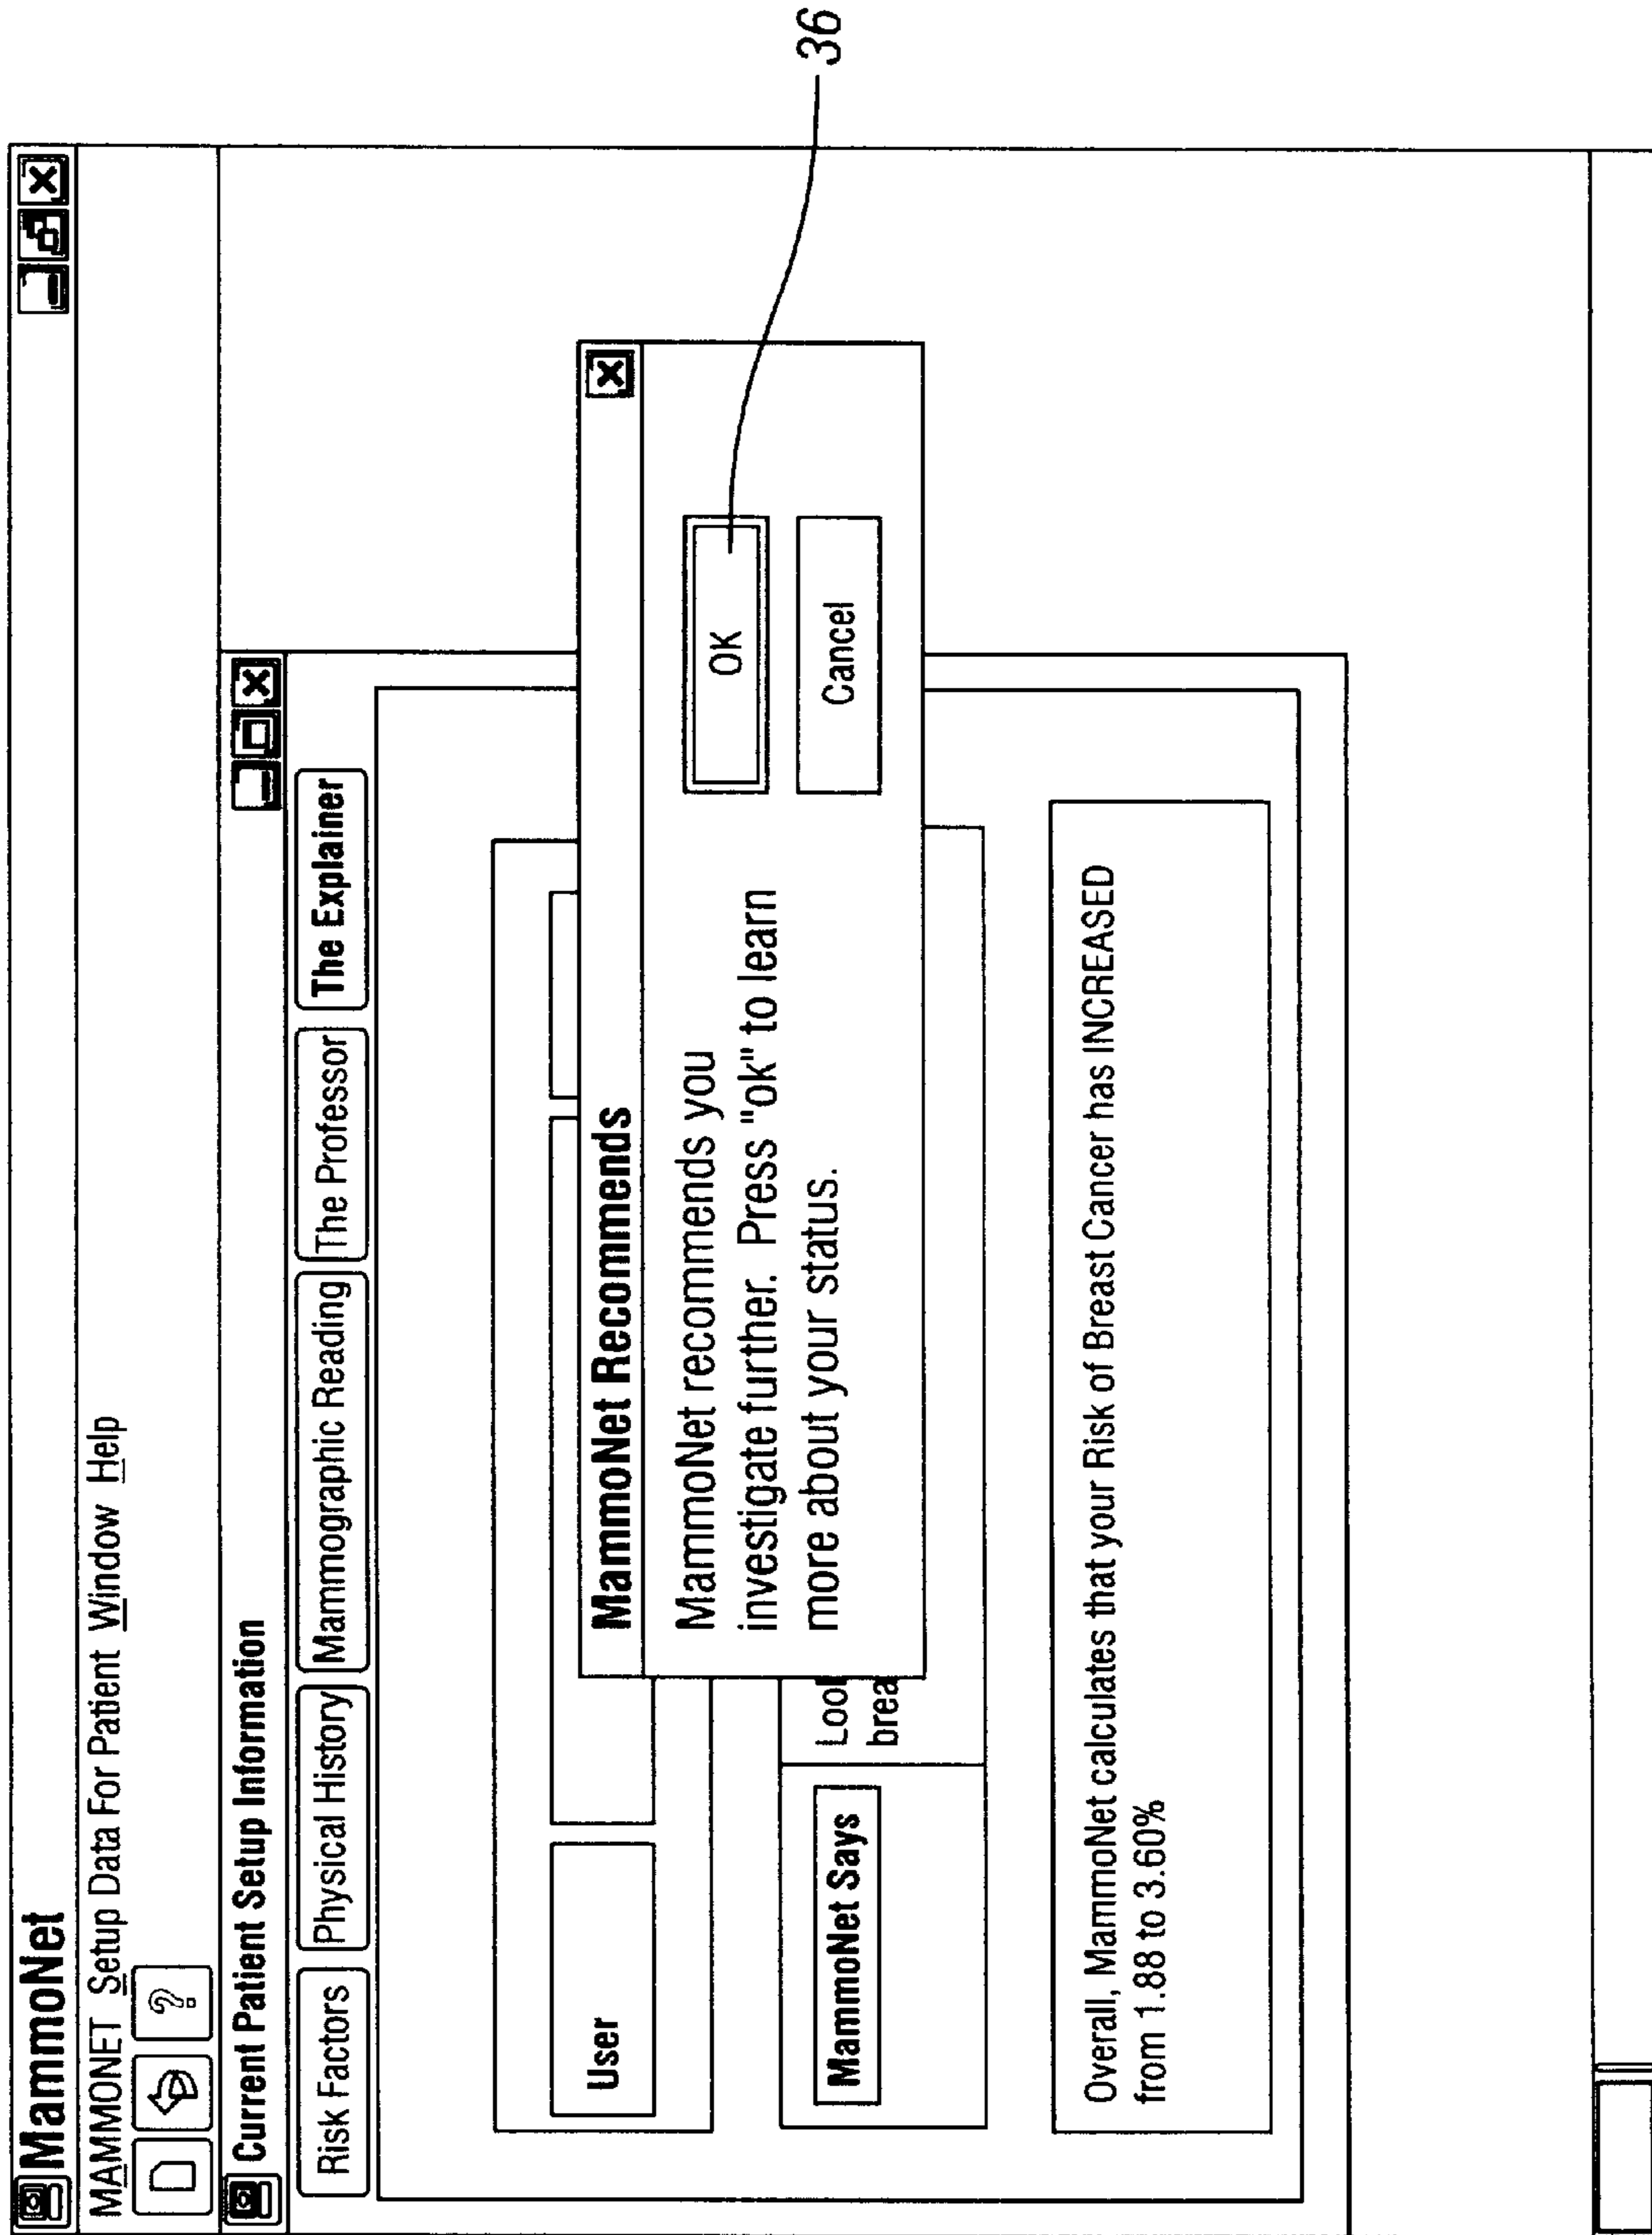 MammoNet
MAMMONET Setup Data For Patient Window Help
?
Current Patient Setup Information
Risk Factors Physical History Mammographic Reading The Professor The Explainer
User
MammoNet Recommends
MammoNet recommends you
investigate further. Press "ok" to learn
more about your status.
OK
Cancel
36
MammoNet Says
brea
Overall, MammoNet calculates that your Risk of Breast Cancer has INCREASED
from 1.88 to 3.60%